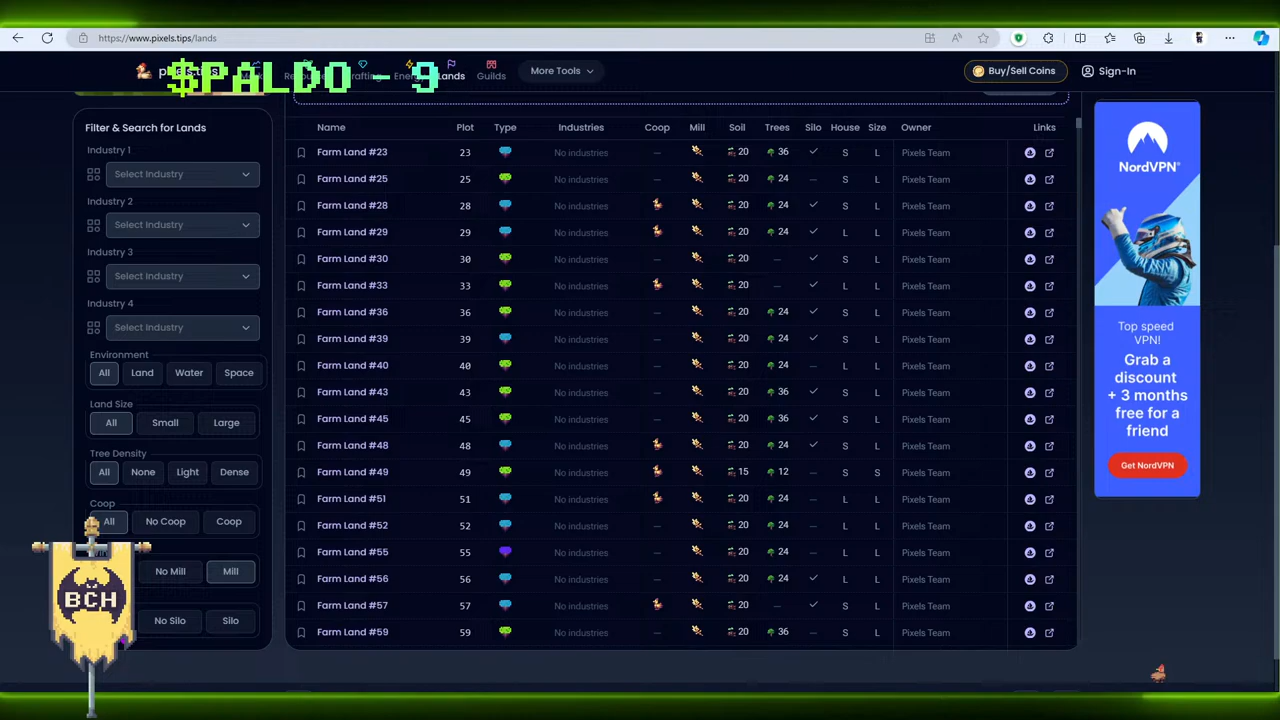 https://www.pixels.tips/lands
$PALDO - 9
Lands
Guilds
More Tools
Buy/Sell Coins
Sign-In
Filter & Search for Lands
Industry 1
Select Industry
Industry 2
Select Industry
Industry 3
Select Industry
Industry 4
Select Industry
Environment
All Land Water Space
Land Size
All Small Large
Tree Density
All None Light Dense
Coop
All No Coop Coop
No Mill Mill
No Silo Silo
BCH
Name Plot Type Industries Coop Mill Soil Trees Silo House Size Owner Links
Farm Land #23 23 No industries — 20 36 S L Pixels Team
Farm Land #25 25 No industries — 20 24 — S L Pixels Team
Farm Land #28 28 No industries 20 24 S L Pixels Team
Farm Land #29 29 No industries 20 24 L L Pixels Team
Farm Land #30 30 No industries — 20 — S L Pixels Team
Farm Land #33 33 No industries 20 — L L Pixels Team
Farm Land #36 36 No industries — 20 24 L L Pixels Team
Farm Land #39 39 No industries — 20 24 S L Pixels Team
Farm Land #40 40 No industries — 20 24 — L L Pixels Team
Farm Land #43 43 No industries — 20 36 S L Pixels Team
Farm Land #45 45 No industries — 20 36 S L Pixels Team
Farm Land #48 48 No industries 20 24 S L Pixels Team
Farm Land #49 49 No industries 15 12 — S S Pixels Team
Farm Land #51 51 No industries 20 24 — L L Pixels Team
Farm Land #52 52 No industries — 20 24 — L L Pixels Team
Farm Land #55 55 No industries — 20 24 — L L Pixels Team
Farm Land #56 56 No industries — 20 24 L L Pixels Team
Farm Land #57 57 No industries 20 — S L Pixels Team
Farm Land #59 59 No industries — 20 36 — S L Pixels Team
NordVPN®
Top speed
VPN!
Grab a
discount
+ 3 months
free for a
friend
Get NordVPN